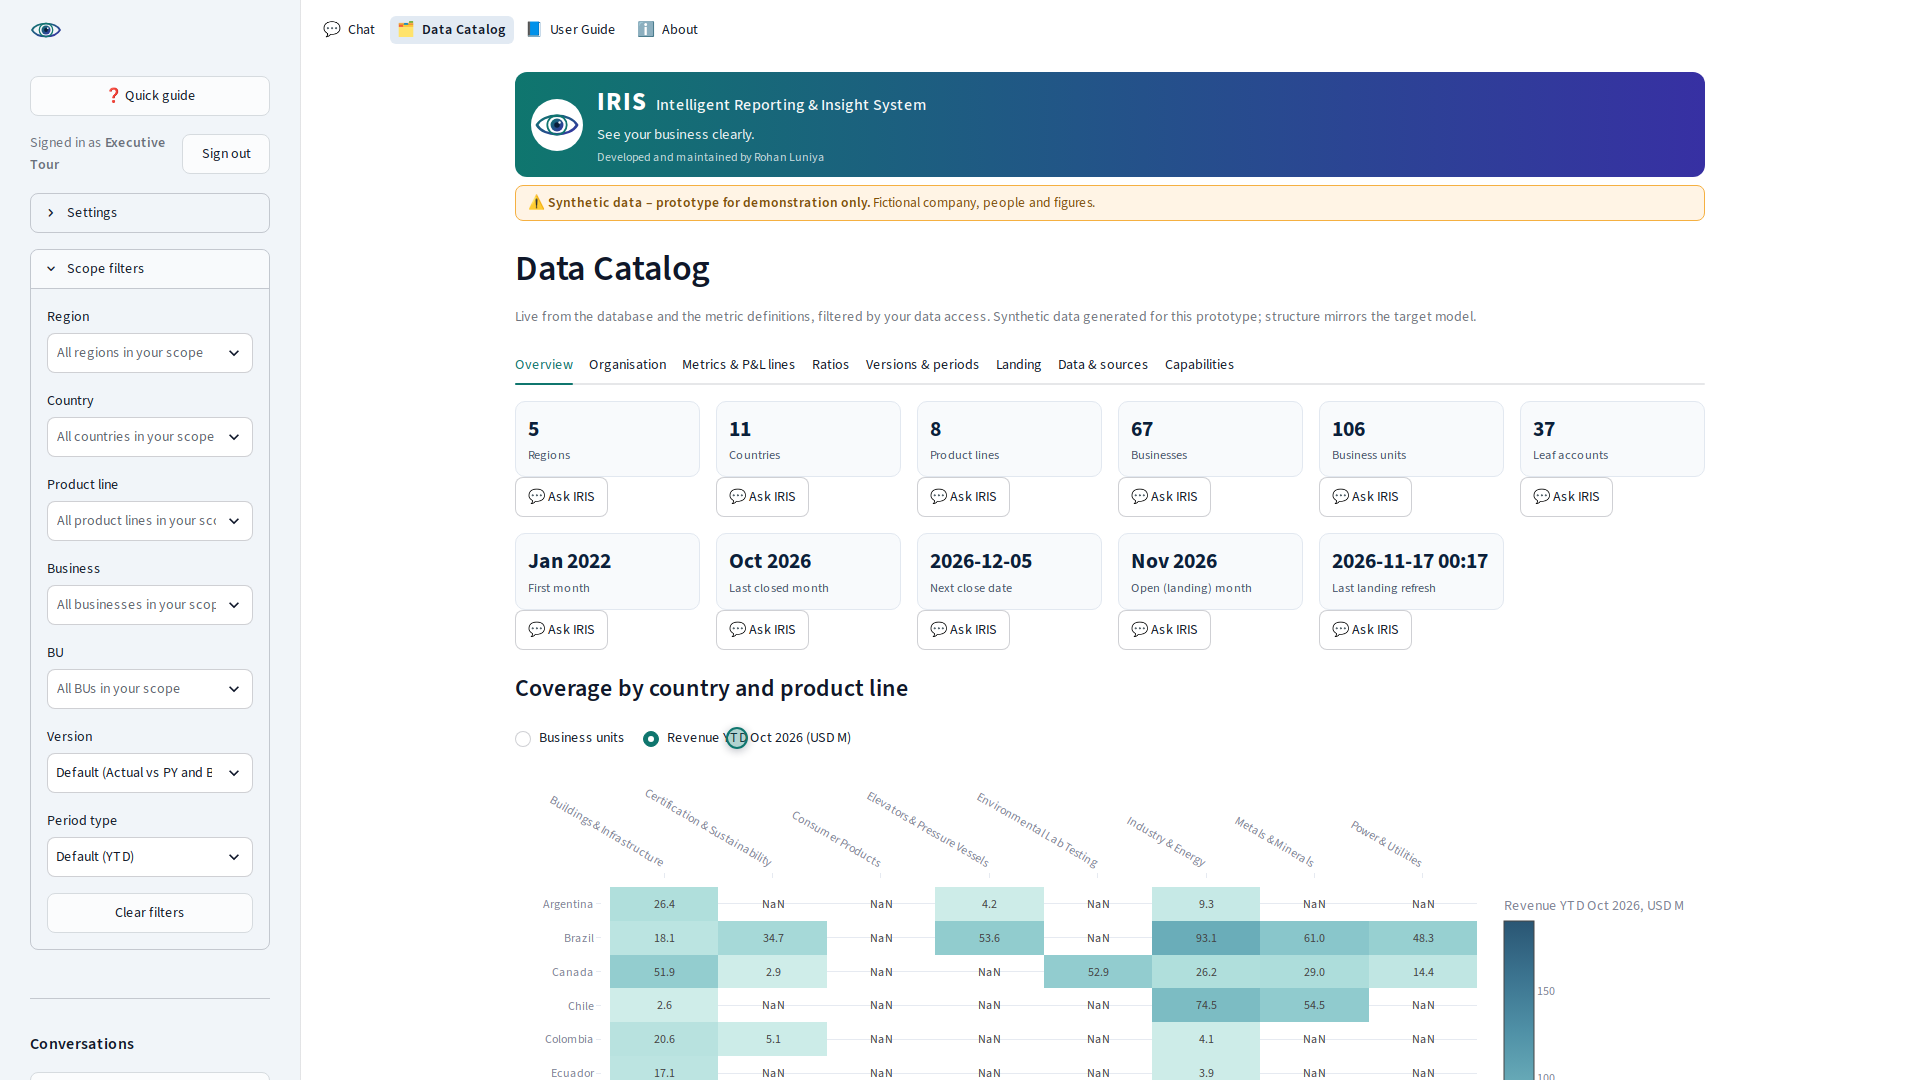 💬 Chat
🗂️ Data Catalog
📘 User Guide
ℹ️ About
❓ Quick guide
Signed in as Executive
Tour
Sign out
Settings
Scope filters
Region
All regions in your scope
Country
All countries in your scope
Product line
All product lines in your sc
Business
All businesses in your scop
BU
All BUs in your scope
Version
Default (Actual vs PY and B
Period type
Default (YTD)
Clear filters
Conversations
IRIS Intelligent Reporting & Insight System
See your business clearly.
Developed and maintained by Rohan Luniya
⚠️ Synthetic data – prototype for demonstration only. Fictional company, people and figures.
Data Catalog
Live from the database and the metric definitions, filtered by your data access. Synthetic data generated for this prototype; structure mirrors the target model.
Overview Organisation Metrics & P&L lines Ratios Versions & periods Landing Data & sources Capabilities
5 11 8 67 106 37
Regions Countries Product lines Businesses Business units Leaf accounts
💬 Ask IRIS 💬 Ask IRIS 💬 Ask IRIS 💬 Ask IRIS 💬 Ask IRIS 💬 Ask IRIS
Jan 2022 Oct 2026 2026-12-05 Nov 2026 2026-11-17 00:17
First month Last closed month Next close date Open (landing) month Last landing refresh
💬 Ask IRIS 💬 Ask IRIS 💬 Ask IRIS 💬 Ask IRIS 💬 Ask IRIS
Coverage by country and product line
Business units Revenue YTD Oct 2026 (USD M)
Buildings & Infrastructure
Certification & Sustainability
Consumer Products
Elevators & Pressure Vessels
Environmental Lab Testing
Industry & Energy
Metals & Minerals
Power & Utilities
Argentina 26.4 NaN NaN 4.2 NaN 9.3 NaN NaN
Brazil 18.1 34.7 NaN 53.6 NaN 93.1 61.0 48.3
Canada 51.9 2.9 NaN NaN 52.9 26.2 29.0 14.4
Chile 2.6 NaN NaN NaN NaN 74.5 54.5 NaN
Colombia 20.6 5.1 NaN NaN NaN 4.1 NaN NaN
Ecuador 17.1 NaN NaN NaN NaN 3.9 NaN NaN
Revenue YTD Oct 2026, USD M
150
100